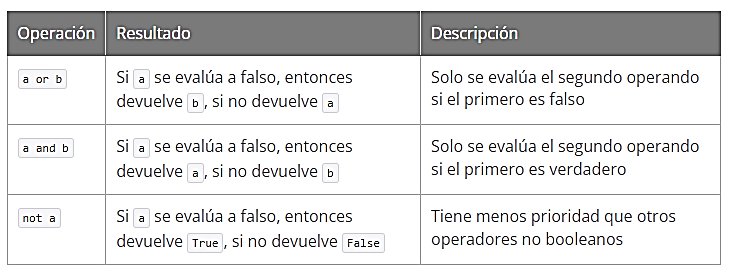 Operación Resultado Descripción
a or b
Si a se evalúa a falso, entonces
devuelve b, si no devuelve a
Solo se evalúa el segundo operando
si el primero es falso
a and b
Si a se evalúa a falso, entonces
devuelve a, si no devuelve b
Solo se evalúa el segundo operando
si el primero es verdadero
not a
Si a se evalúa a falso, entonces
devuelve True, si no devuelve False
Tiene menos prioridad que otros
operadores no booleanos